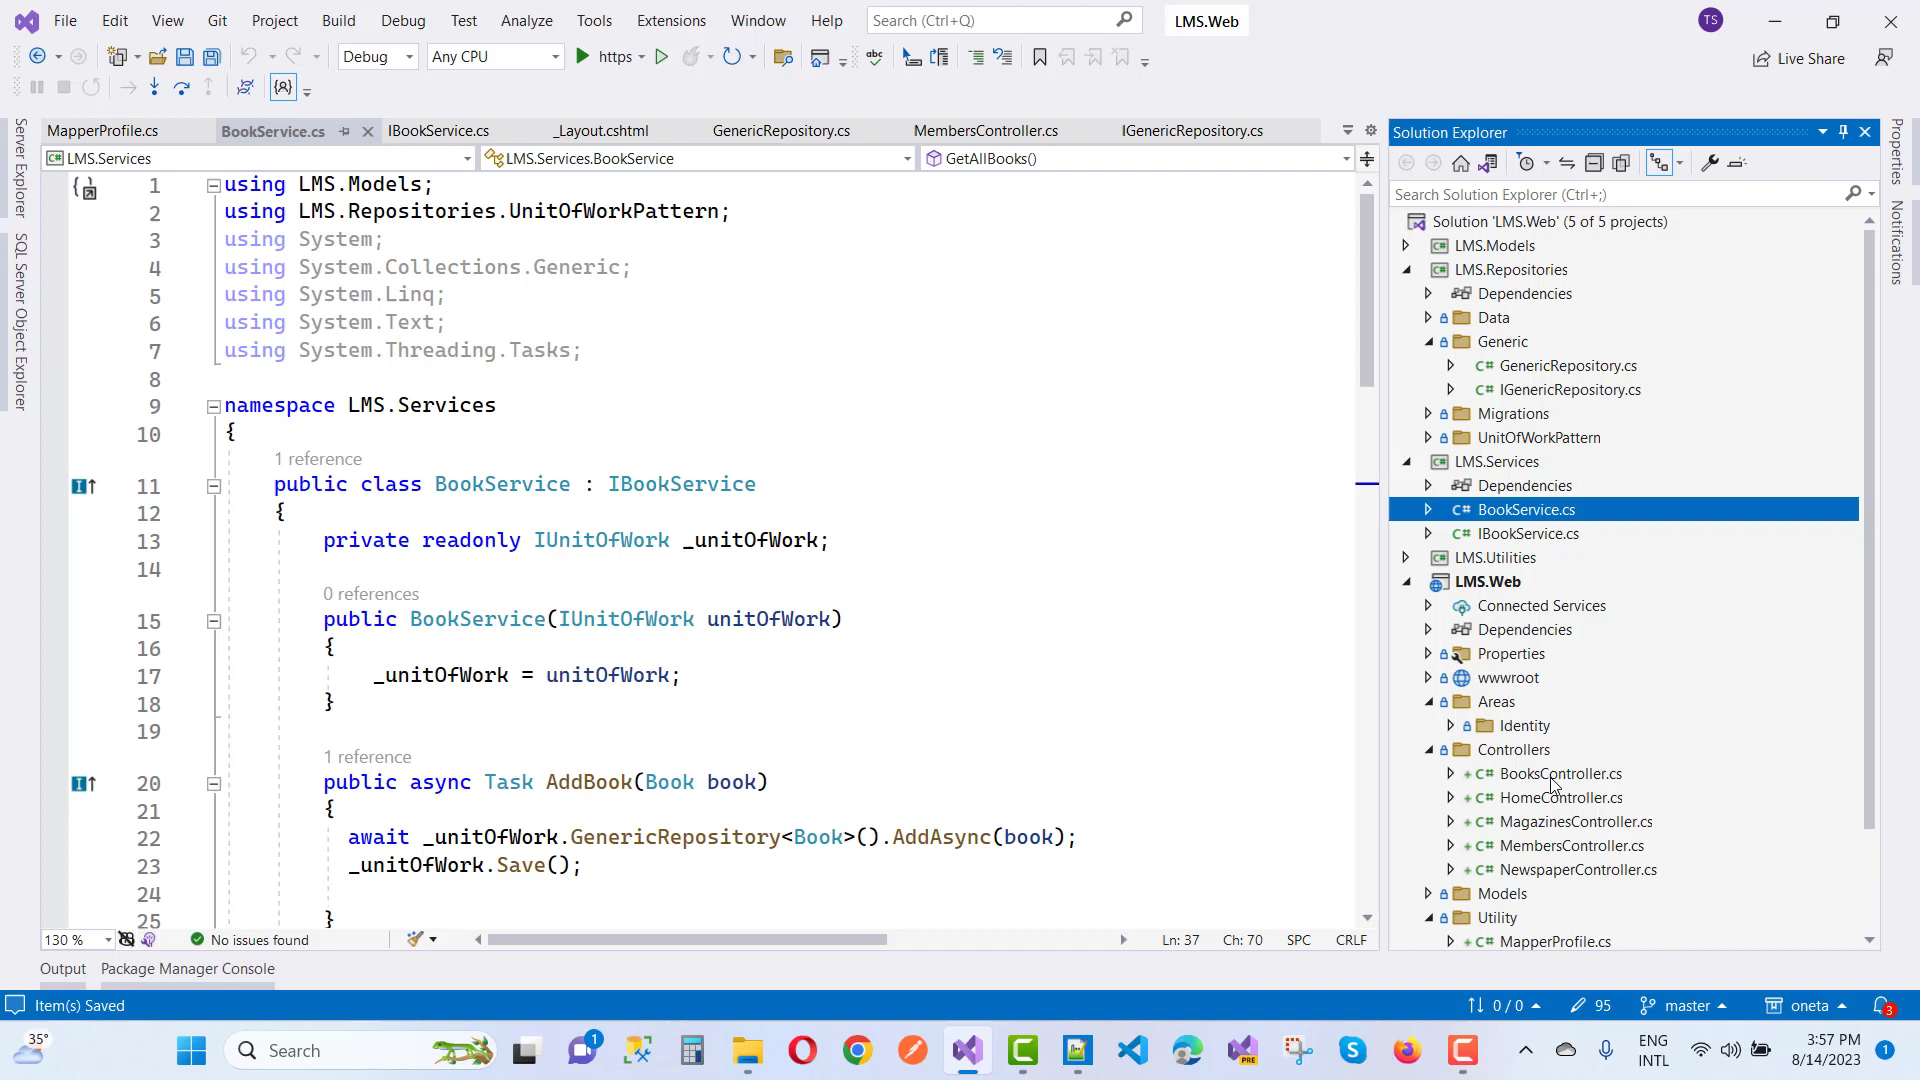 File Edit View Git Project Build Debug Test Analyze Tools Extensions Window Help Search (Ctrl+Q) LMS.Web TS
Debug Any CPU https Live Share
MapperProfile.cs BookService.cs IBookService.cs _Layout.cshtml GenericRepository.cs MembersController.cs IGenericRepository.cs
LMS.Services LMS.Services.BookService GetAllBooks()
Server Explorer
SQL Server Object Explorer
1 using LMS.Models;
2 using LMS.Repositories.UnitOfWorkPattern;
3 using System;
4 using System.Collections.Generic;
5 using System.Linq;
6 using System.Text;
7 using System.Threading.Tasks;
8
9 namespace LMS.Services
10 {
1 reference
11 public class BookService : IBookService
12 {
13 private readonly IUnitOfWork _unitOfWork;
14
0 references
15 public BookService(IUnitOfWork unitOfWork)
16 {
17 _unitOfWork = unitOfWork;
18 }
19
1 reference
20 public async Task AddBook(Book book)
21 {
22 await _unitOfWork.GenericRepository<Book>().AddAsync(book);
23 _unitOfWork.Save();
24
25 }
130 % No issues found Ln: 37 Ch: 70 SPC CRLF
Output Package Manager Console
Solution Explorer
Search Solution Explorer (Ctrl+;)
Solution 'LMS.Web' (5 of 5 projects)
LMS.Models
LMS.Repositories
Dependencies
Data
Generic
C# GenericRepository.cs
C# IGenericRepository.cs
Migrations
UnitOfWorkPattern
LMS.Services
Dependencies
C# BookService.cs
C# IBookService.cs
LMS.Utilities
LMS.Web
Connected Services
Dependencies
Properties
wwwroot
Areas
Identity
Controllers
C# BooksController.cs
C# HomeController.cs
C# MagazinesController.cs
C# MembersController.cs
C# NewspaperController.cs
Models
Utility
C# MapperProfile.cs
Properties
Notifications
Item(s) Saved 0 / 0 95 master oneta 3
35° Search 1 PRE ENG INTL 3:57 PM 8/14/2023 1